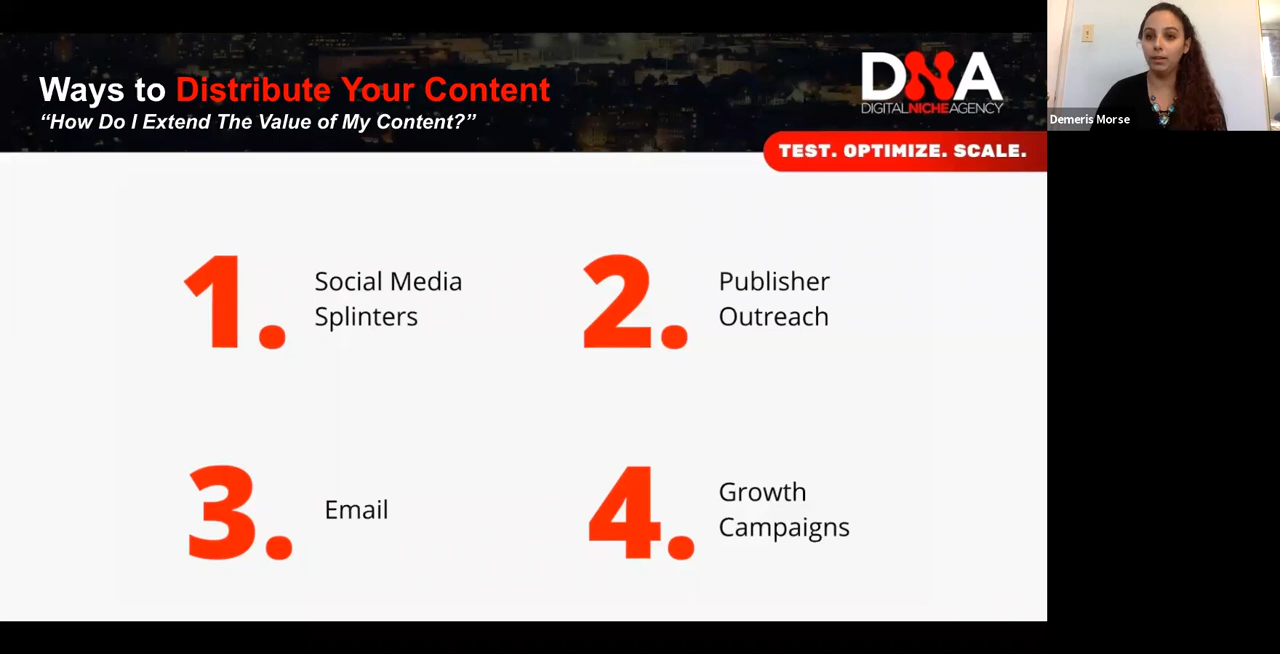 Ways to Distribute Your Content
“How Do I Extend The Value of My Content?”
DNA
DIGITALNICHEAGENCY
TEST. OPTIMIZE. SCALE.
Demeris Morse
1. Social Media
Splinters
2. Publisher
Outreach
3. Email
4. Growth
Campaigns